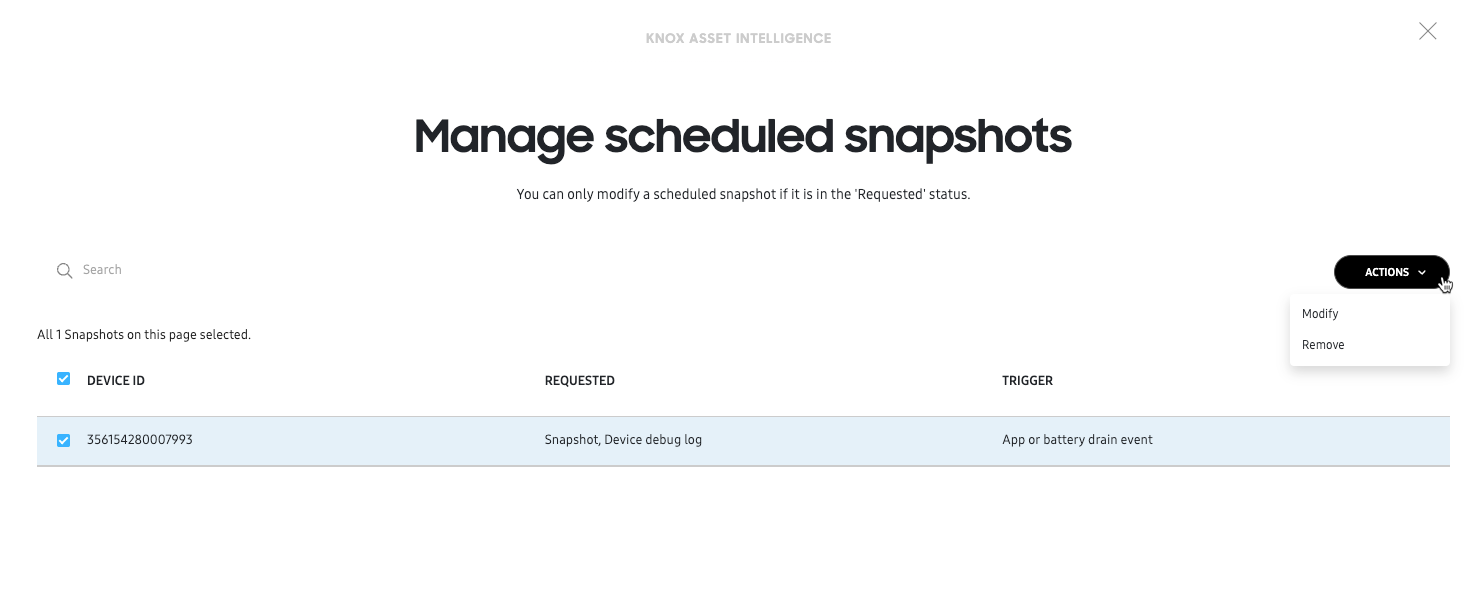 KNOX ASSET INTELLIGENCE
Manage scheduled snapshots
You can only modify a scheduled snapshot if it is in the 'Requested' status.
Search
ACTIONS
Modify
Remove
All 1 Snapshots on this page selected.
DEVICE ID REQUESTED TRIGGER
356154280007993 Snapshot, Device debug log App or battery drain event